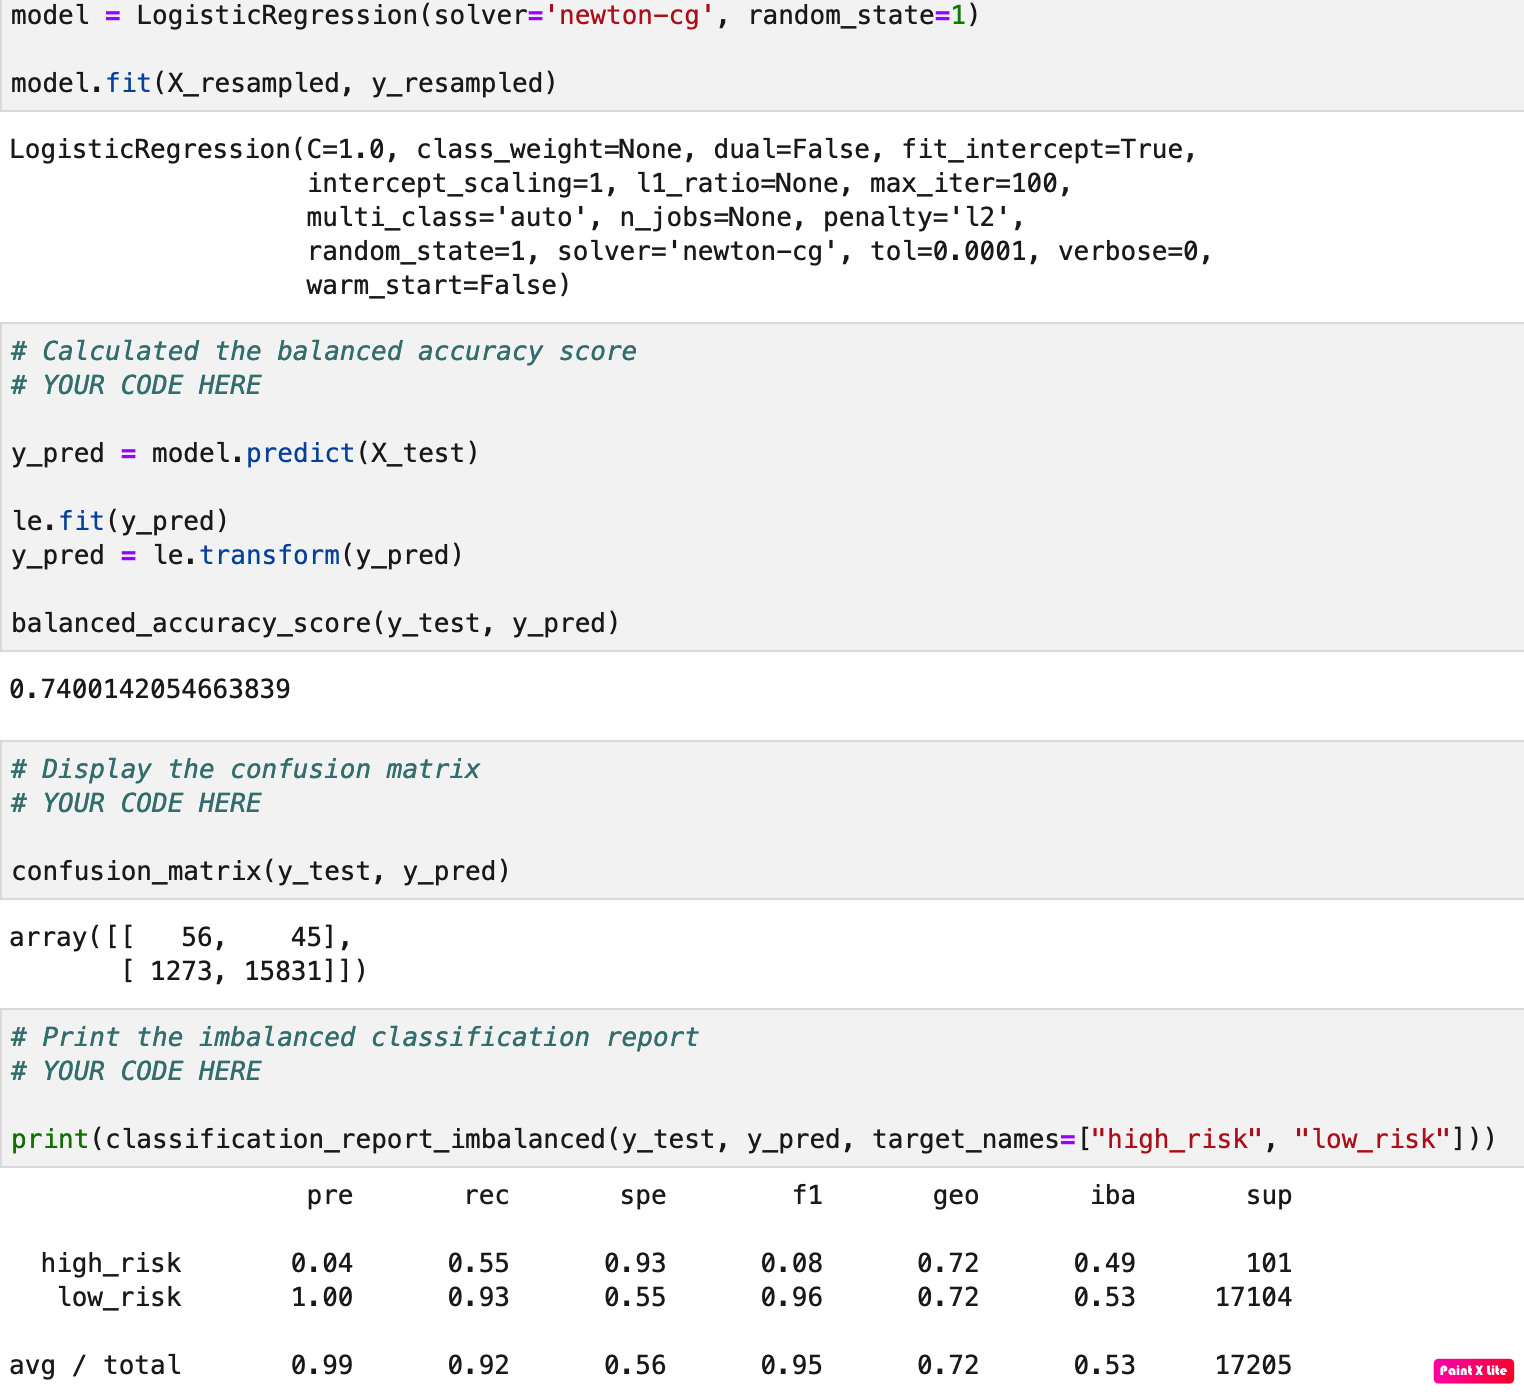 model = LogisticRegression(solver='newton-cg', random_state=1)
model.fit(X_resampled, y_resampled)
LogisticRegression(C=1.0, class_weight=None, dual=False, fit_intercept=True,
intercept_scaling=1, l1_ratio=None, max_iter=100,
multi_class='auto', n_jobs=None, penalty='l2',
random_state=1, solver='newton-cg', tol=0.0001, verbose=0,
warm_start=False)
# Calculated the balanced accuracy score
# YOUR CODE HERE
y_pred = model.predict(X_test)
le.fit(y_pred)
y_pred = le.transform(y_pred)
balanced_accuracy_score(y_test, y_pred)
0.7400142054663839
# Display the confusion matrix
# YOUR CODE HERE
confusion_matrix(y_test, y_pred)
array([[   56,    45],
[ 1273, 15831]])
# Print the imbalanced classification report
# YOUR CODE HERE
print(classification_report_imbalanced(y_test, y_pred, target_names=["high_risk", "low_risk"]))
pre rec spe f1 geo iba sup
high_risk 0.04 0.55 0.93 0.08 0.72 0.49 101
low_risk 1.00 0.93 0.55 0.96 0.72 0.53 17104
avg / total 0.99 0.92 0.56 0.95 0.72 0.53 17205
Paint X Lite